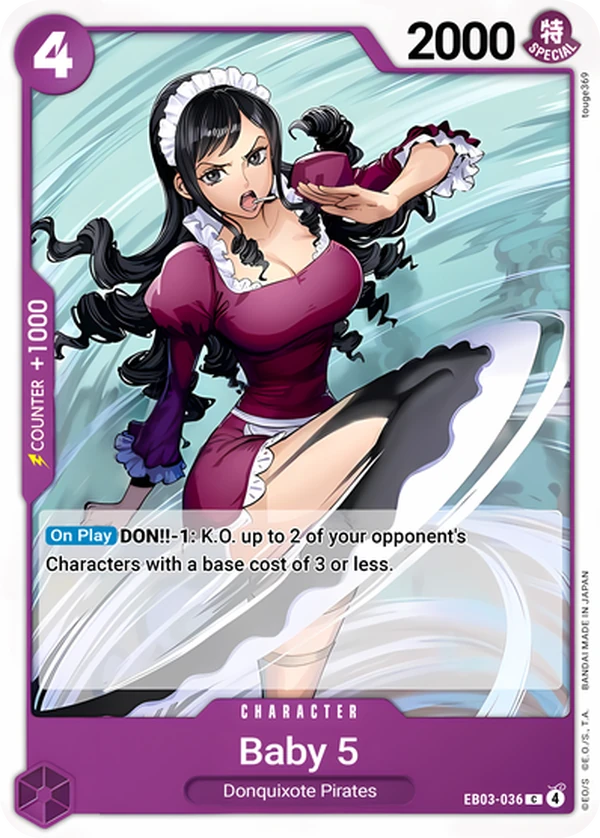 4
2000
特
SPECIAL
touge369
COUNTER +1000
On Play DON!!-1: K.O. up to 2 of your opponent's
Characters with a base cost of 3 or less.
BANDAI MADE IN JAPAN
©E.O./S., T.A.
©EO/S
CHARACTER
Baby 5
Donquixote Pirates
EB03-036 C 4